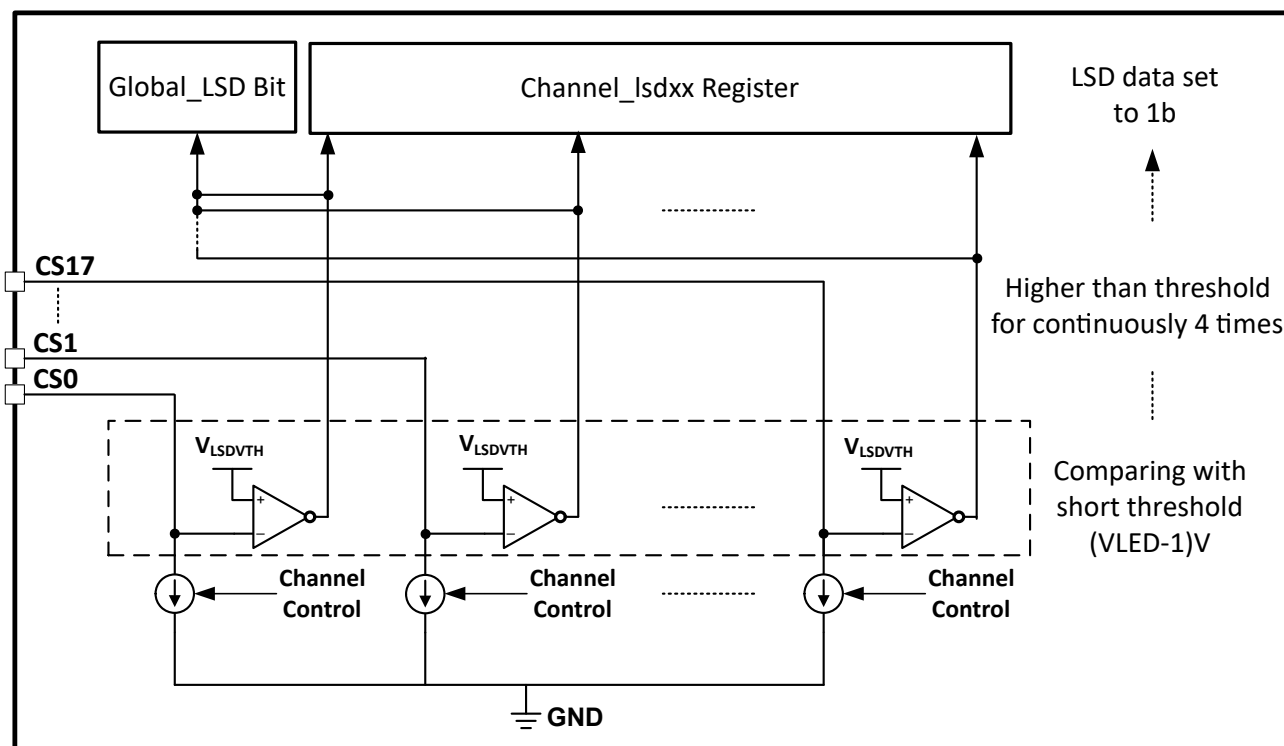 Global_LSD Bit
Channel_lsdxx Register
LSD data set
to 1b
CS17
Higher than threshold
for continuously 4 times
CS1
CS0
VLSDVTH
VLSDVTH
VLSDVTH
+
+
+
−
−
−
Comparing with
short threshold
(VLED-1)V
Channel
Control
Channel
Control
Channel
Control
GND